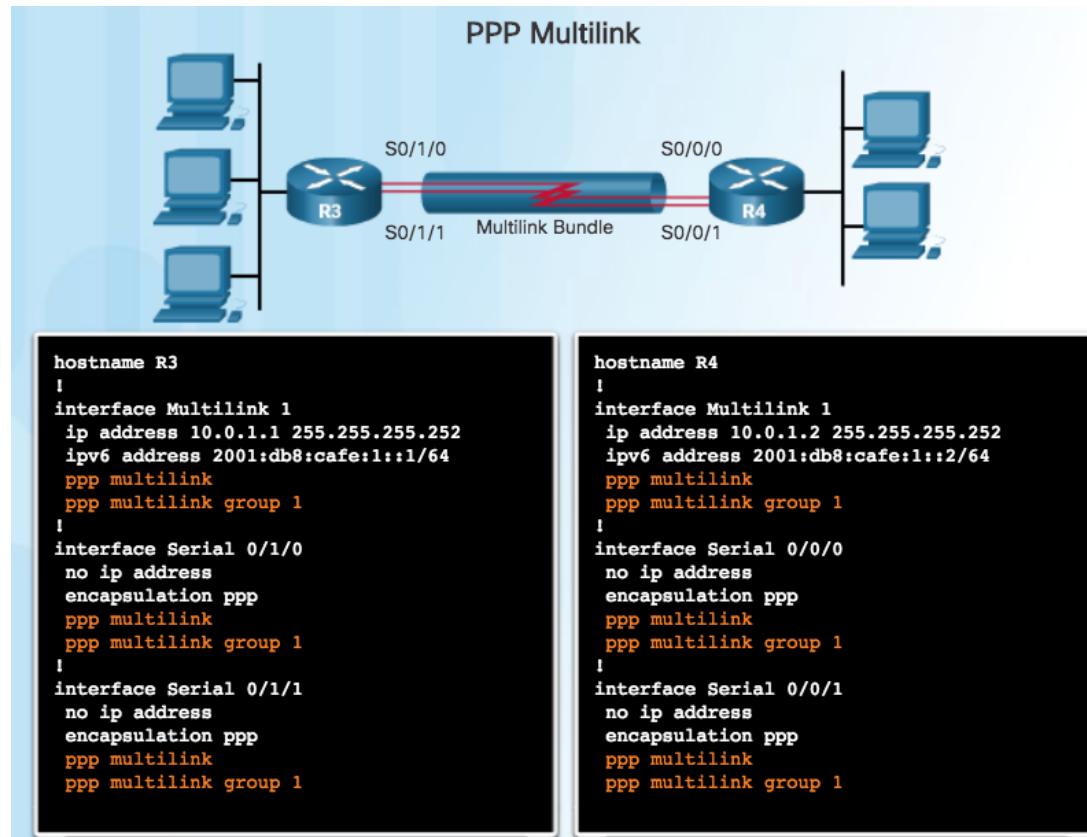 PPP Multilink
S0/1/0
S0/0/0
R3
R4
S0/1/1
Multilink Bundle
S0/0/1
hostname R3
!
interface Multilink 1
ip address 10.0.1.1 255.255.255.252
ipv6 address 2001:db8:cafe:1::1/64
ppp multilink
ppp multilink group 1
!
interface Serial 0/1/0
no ip address
encapsulation ppp
ppp multilink
ppp multilink group 1
!
interface Serial 0/1/1
no ip address
encapsulation ppp
ppp multilink
ppp multilink group 1
hostname R4
!
interface Multilink 1
ip address 10.0.1.2 255.255.255.252
ipv6 address 2001:db8:cafe:1::2/64
ppp multilink
ppp multilink group 1
!
interface Serial 0/0/0
no ip address
encapsulation ppp
ppp multilink
ppp multilink group 1
!
interface Serial 0/0/1
no ip address
encapsulation ppp
ppp multilink
ppp multilink group 1